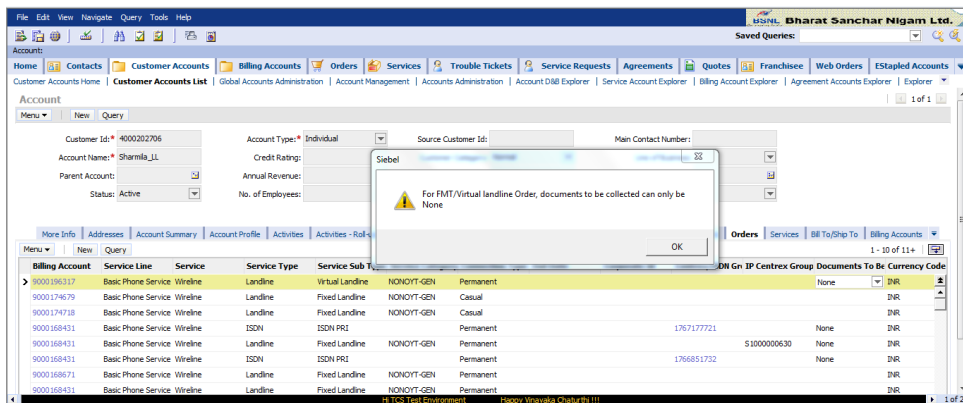 File Edit View Navigate Query Tools Help
BSNL Bharat Sanchar Nigam Ltd.
Saved Queries:
Account:
Home Contacts Customer Accounts Billing Accounts Orders Services Trouble Tickets Service Requests Agreements Quotes Franchisee Web Orders EStapled Accounts
Customer Accounts Home | Customer Accounts List | Global Accounts Administration | Account Management | Accounts Administration | Account D&B Explorer | Service Account Explorer | Billing Account Explorer | Agreement Accounts Explorer | Explorer
Account
1 of 1
Menu New Query
Customer Id:* 4000202706 Account Type:* Individual Source Customer Id: Main Contact Number:
Account Name:* Sharmila_LL Credit Rating:
Parent Account: Annual Revenue:
Status: Active No. of Employees:
Siebel
For FMT/Virtual landline Order, documents to be collected can only be
None
OK
More Info Addresses Account Summary Account Profile Activities Activities - Roll-u Orders Services Bill To/Ship To Billing Accounts
Menu New Query 1 - 10 of 11+
Billing Account Service Line Service Service Type Service Sub Ty SDN Gr IP Centrex Group Documents To Be Currency Code
9000196317 Basic Phone Service Wireline Landline Virtual Landline NONOYT-GEN Permanent None INR
9000174679 Basic Phone Service Wireline Landline Fixed Landline NONOYT-GEN Casual INR
9000174718 Basic Phone Service Wireline Landline Fixed Landline NONOYT-GEN Casual INR
9000168431 Basic Phone Service Wireline ISDN ISDN PRI Permanent 1767177721 None INR
9000168431 Basic Phone Service Wireline Landline Fixed Landline NONOYT-GEN Permanent S1000000630 None INR
9000168431 Basic Phone Service Wireline ISDN ISDN PRI Permanent 1766851732 None INR
9000168671 Basic Phone Service Wireline Landline Fixed Landline NONOYT-GEN Permanent INR
9000168431 Basic Phone Service Wireline Landline Fixed Landline NONOYT-GEN Permanent INR
Hi TCS Test Environment Happy Vinayaka Chaturthi !!!
1 of 2